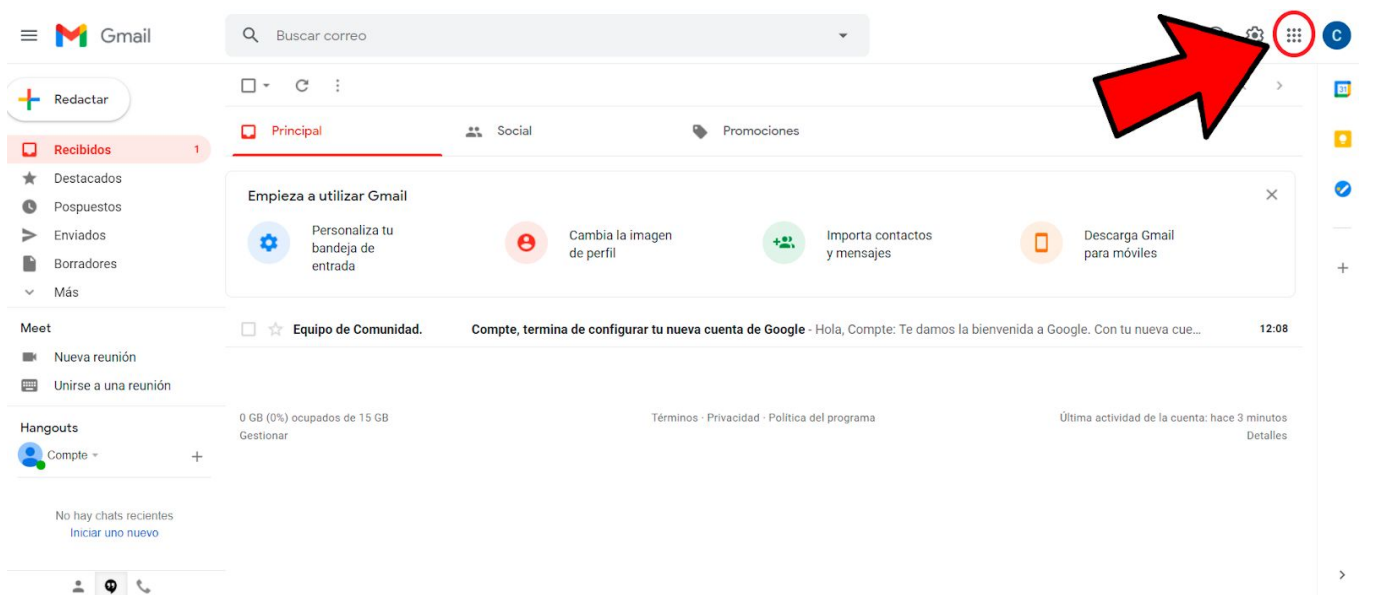 Gmail
Buscar correo
C
Redactar
31
Principal
Social
Promociones
Recibidos 1
Destacados
Pospuestos
Enviados
Borradores
Más
Empieza a utilizar Gmail
Personaliza tu
bandeja de
entrada
Cambia la imagen
de perfil
Importa contactos
y mensajes
Descarga Gmail
para móviles
Equipo de Comunidad. Compte, termina de configurar tu nueva cuenta de Google - Hola, Compte: Te damos la bienvenida a Google. Con tu nueva cue... 12:08
Meet
Nueva reunión
Unirse a una reunión
Hangouts
Compte
No hay chats recientes
Iniciar uno nuevo
0 GB (0%) ocupados de 15 GB
Gestionar
Términos · Privacidad · Política del programa
Última actividad de la cuenta: hace 3 minutos
Detalles